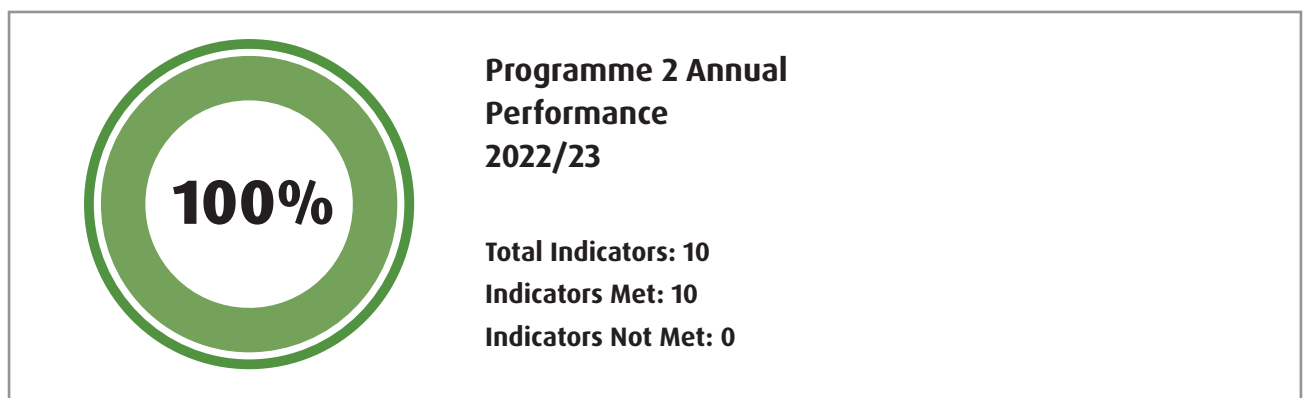 100%
Programme 2 Annual
Performance
2022/23
Total Indicators: 10
Indicators Met: 10
Indicators Not Met: 0